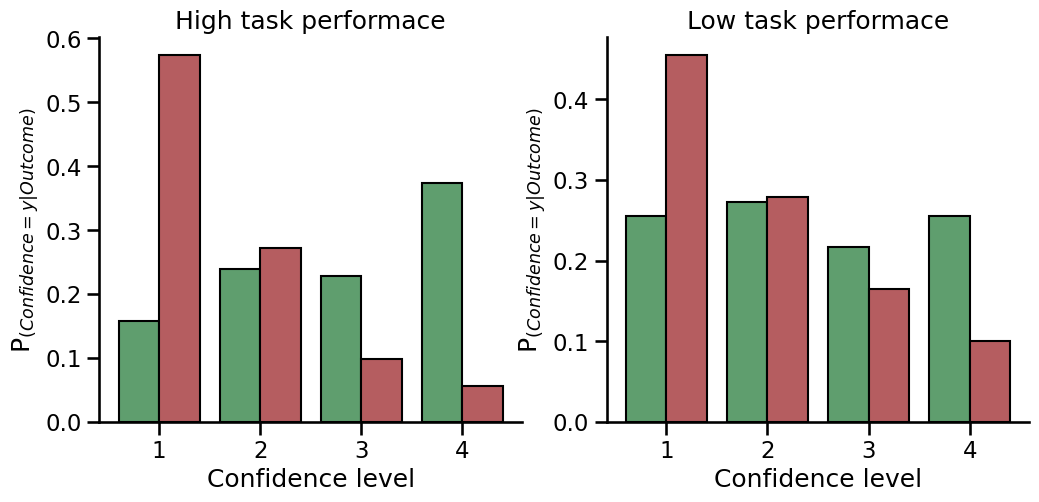 High task performace
0.6
0.5
0.4
0.3
0.2
0.1
0.0
P(Confidence = y|Outcome)
1 2 3 4
Confidence level
Low task performace
0.4
0.3
0.2
0.1
0.0
P(Confidence = y|Outcome)
1 2 3 4
Confidence level